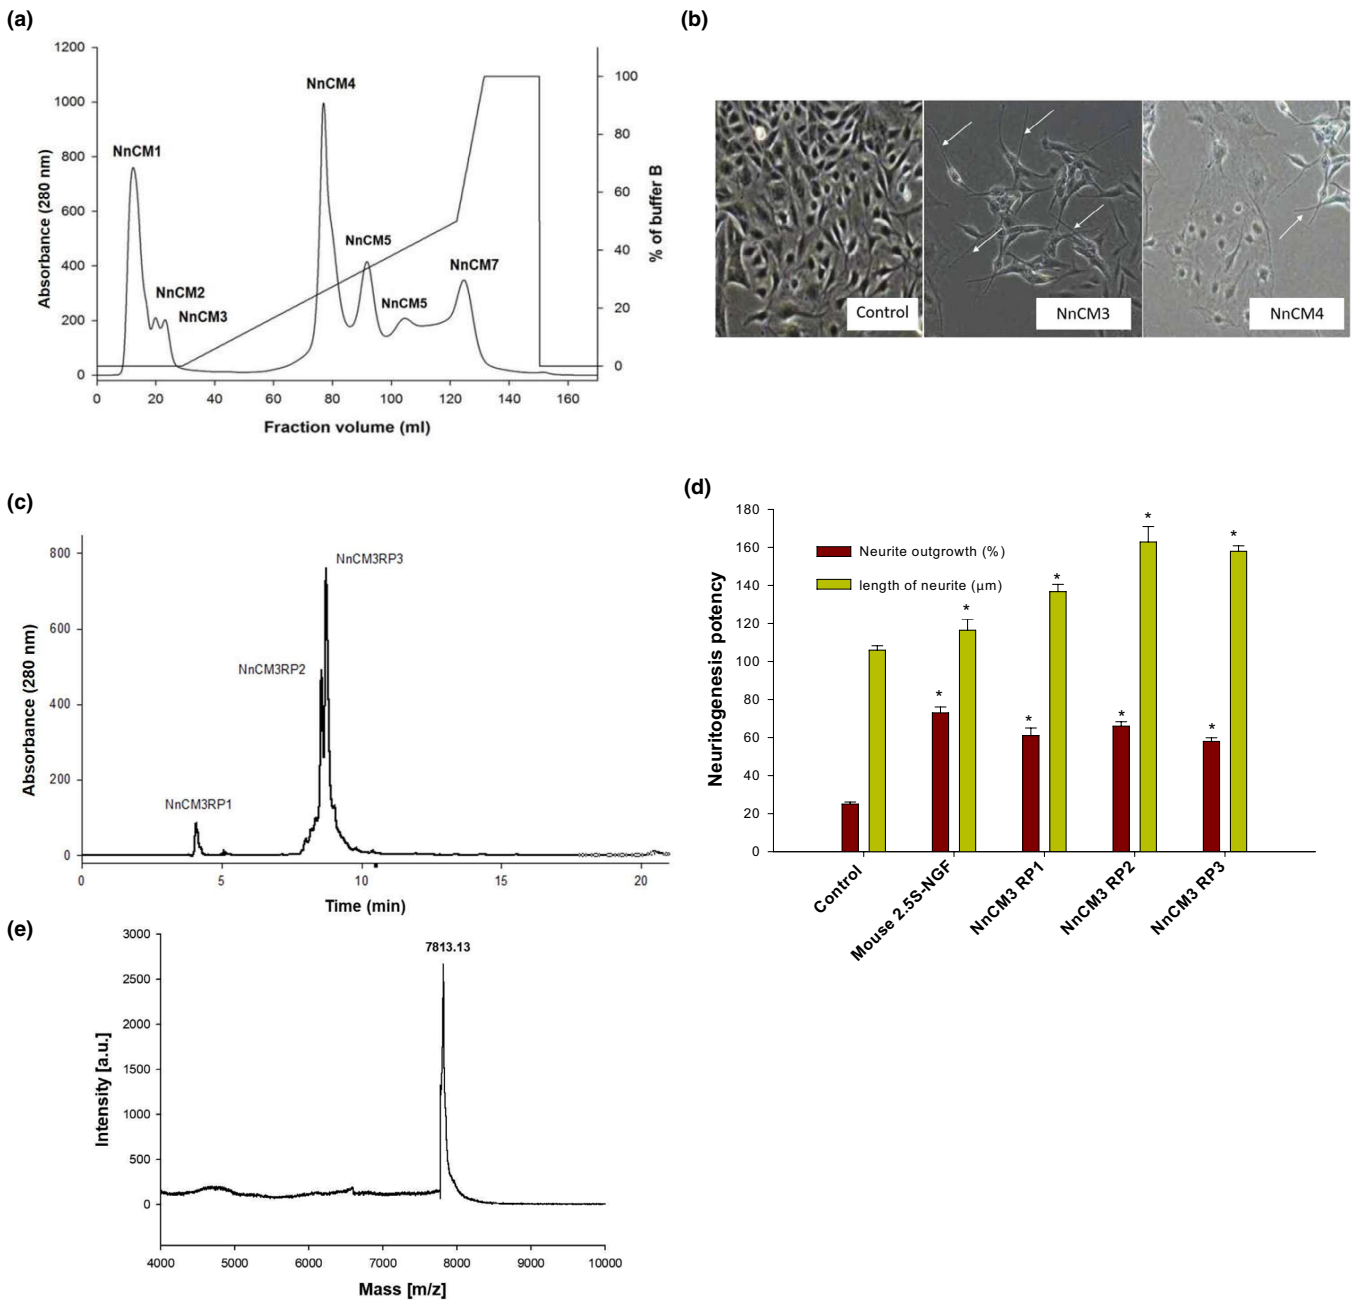 (a)
1200
1000
800
600
400
200
0
Absorbance (280 nm)
NnCM1
NnCM2
NnCM3
NnCM4
NnCM5
NnCM5
NnCM7
100
80
60
40
20
0
% of buffer B
0 20 40 60 80 100 120 140 160
Fraction volume (ml)
(b)
Control
NnCM3
NnCM4
(c)
800
600
400
200
0
Absorbance (280 nm)
NnCM3RP3
NnCM3RP2
NnCM3RP1
0 5 10 15 20
Time (min)
(d)
180
160
140
120
100
80
60
40
20
0
Neuritogenesis potency
Neurite outgrowth (%)
length of neurite (µm)
*
*
*
*
*
*
*
*
Control
Mouse 2.5S-NGF
NnCM3 RP1
NnCM3 RP2
NnCM3 RP3
(e)
3000
2500
2000
1500
1000
500
0
Intensity [a.u.]
7813.13
4000 5000 6000 7000 8000 9000 10000
Mass [m/z]